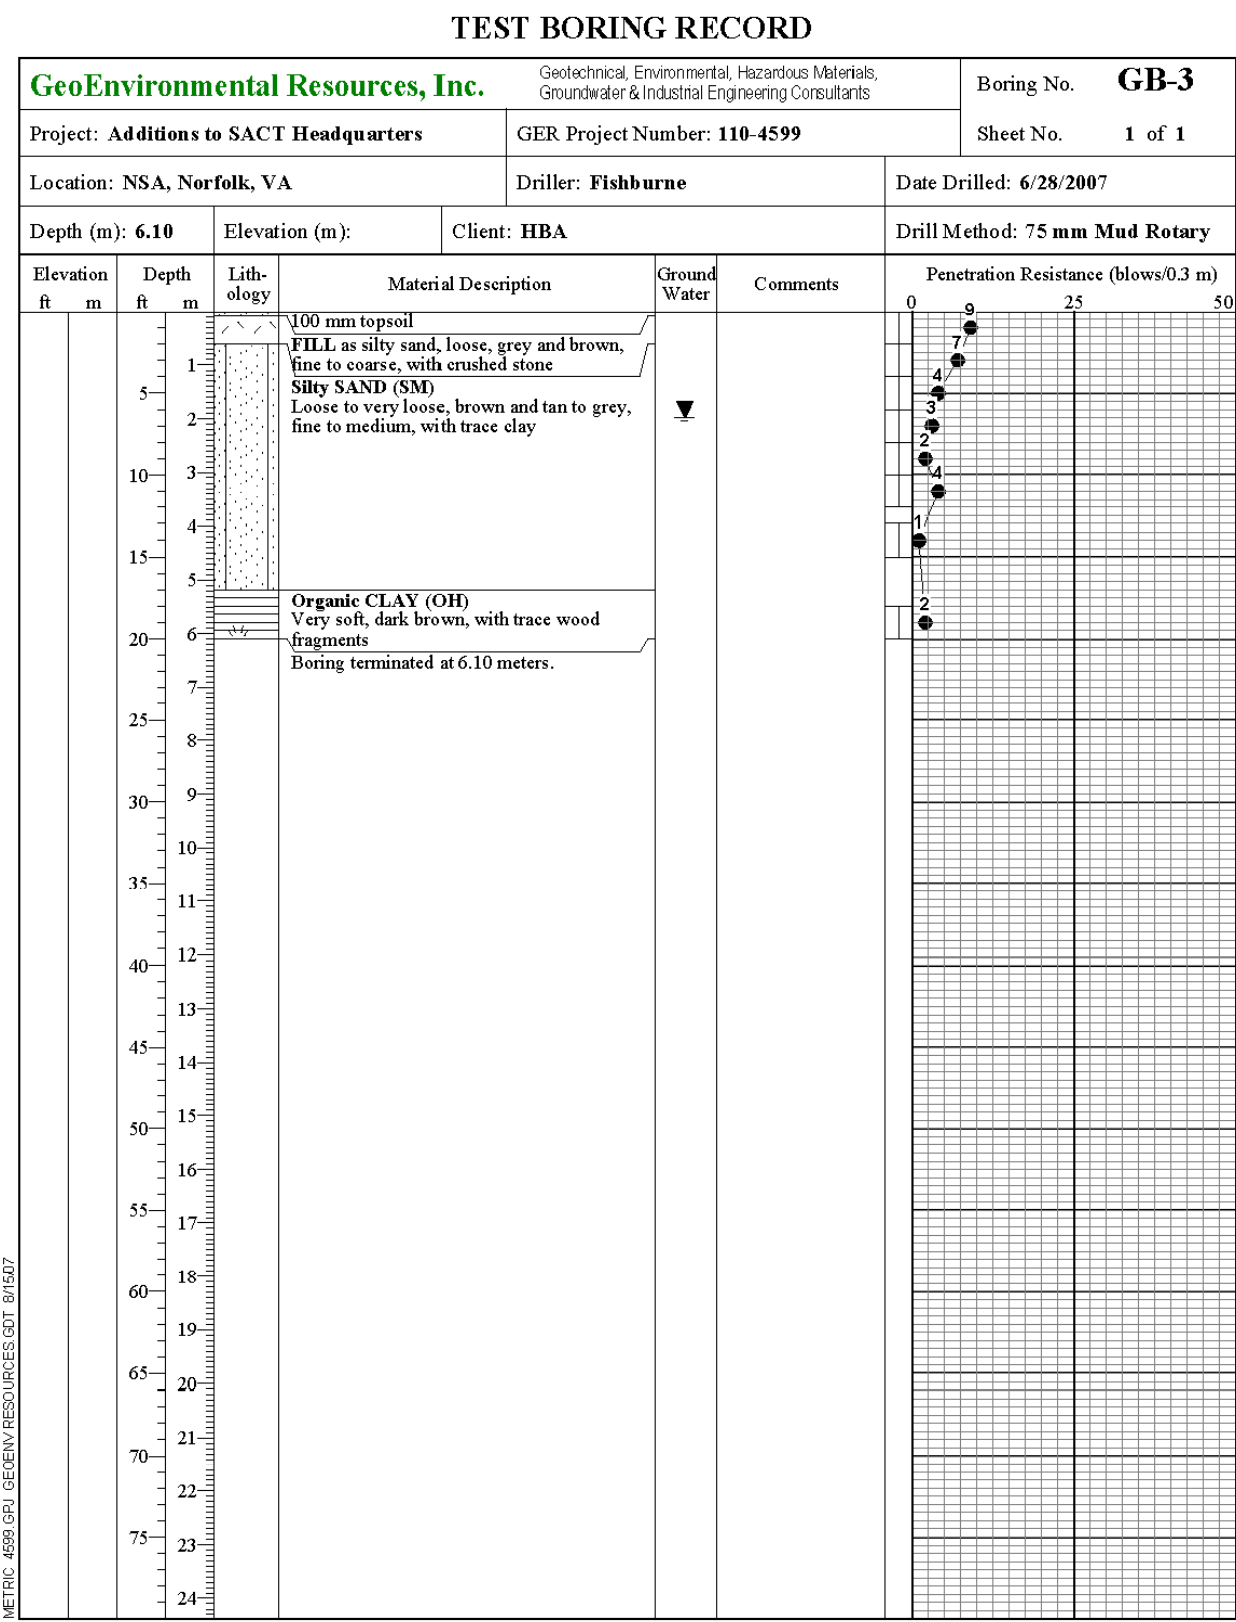 TEST BORING RECORD
GeoEnvironmental Resources, Inc.
Geotechnical, Environmental, Hazardous Materials,
Groundwater & Industrial Engineering Consultants
Boring No. GB-3
Project: Additions to SACT Headquarters
GER Project Number: 110-4599
Sheet No. 1 of 1
Location: NSA, Norfolk, VA
Driller: Fishburne
Date Drilled: 6/28/2007
Depth (m): 6.10
Elevation (m):
Client: HBA
Drill Method: 75 mm Mud Rotary
Elevation
ft m
Depth
ft m
Lith-
ology
Material Description
Ground
Water
Comments
Penetration Resistance (blows/0.3 m)
0 25 50
100 mm topsoil
FILL as silty sand, loose, grey and brown,
fine to coarse, with crushed stone
Silty SAND (SM)
Loose to very loose, brown and tan to grey,
fine to medium, with trace clay
Organic CLAY (OH)
Very soft, dark brown, with trace wood
fragments
Boring terminated at 6.10 meters.
5
10
15
20
25
30
35
40
45
50
55
60
65
70
75
1
2
3
4
5
6
7
8
9
10
11
12
13
14
15
16
17
18
19
20
21
22
23
24
9
7
4
3
2
4
1
2
METRIC 4599.GPJ GEOENV RESOURCES.GDT 8/15/07